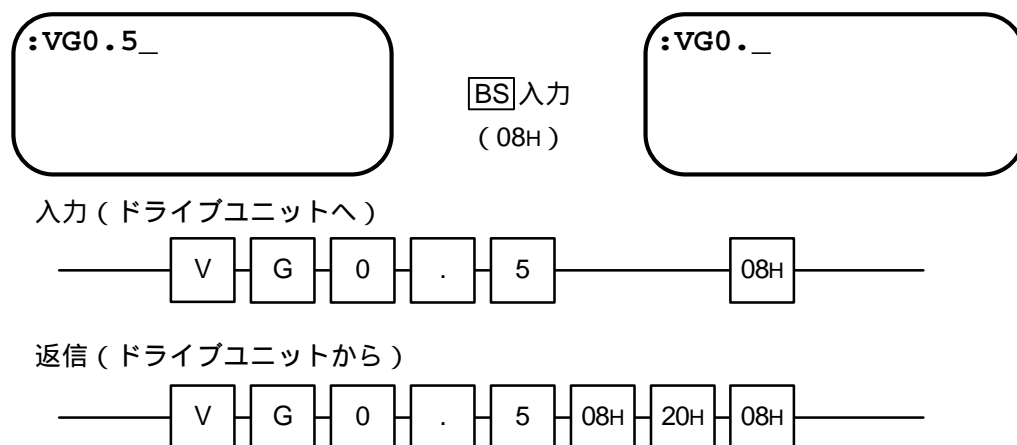 :VG0.5_
:VG0._
BS入力
(08H)
入力(ドライブユニットへ)
V G 0 . 5 08H
返信(ドライブユニットから)
V G 0 . 5 08H 20H 08H